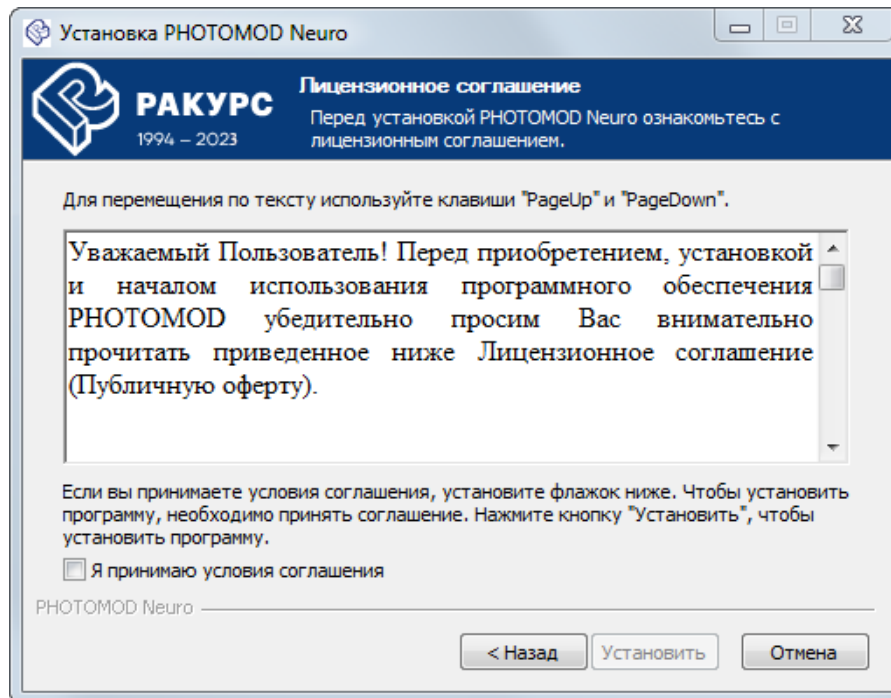 Установка PHOTOMOD Neuro
РАКУРС
1994 – 2023
Лицензионное соглашение
Перед установкой PHOTOMOD Neuro ознакомьтесь с
лицензионным соглашением.
Для перемещения по тексту используйте клавиши "PageUp" и "PageDown".
Уважаемый Пользователь! Перед приобретением, установкой
и началом использования программного обеспечения
PHOTOMOD убедительно просим Вас внимательно
прочитать приведенное ниже Лицензионное соглашение
(Публичную оферту).
Если вы принимаете условия соглашения, установите флажок ниже. Чтобы установить
программу, необходимо принять соглашение. Нажмите кнопку "Установить", чтобы
установить программу.
Я принимаю условия соглашения
PHOTOMOD Neuro
< Назад
Установить
Отмена